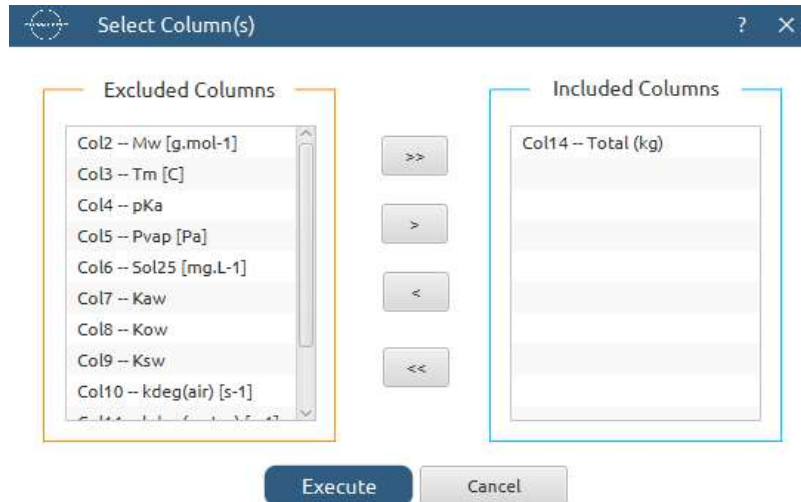 Select Column(s)
?
Excluded Columns
Included Columns
Col2 -- Mw [g.mol-1]
Col3 -- Tm [C]
Col4 -- pKa
Col5 -- Pvap [Pa]
Col6 -- Sol25 [mg.L-1]
Col7 -- Kaw
Col8 -- Kow
Col9 -- Ksw
Col10 -- kdeg(air) [s-1]
>>
>
<
<<
Col14 -- Total (kg)
Execute
Cancel